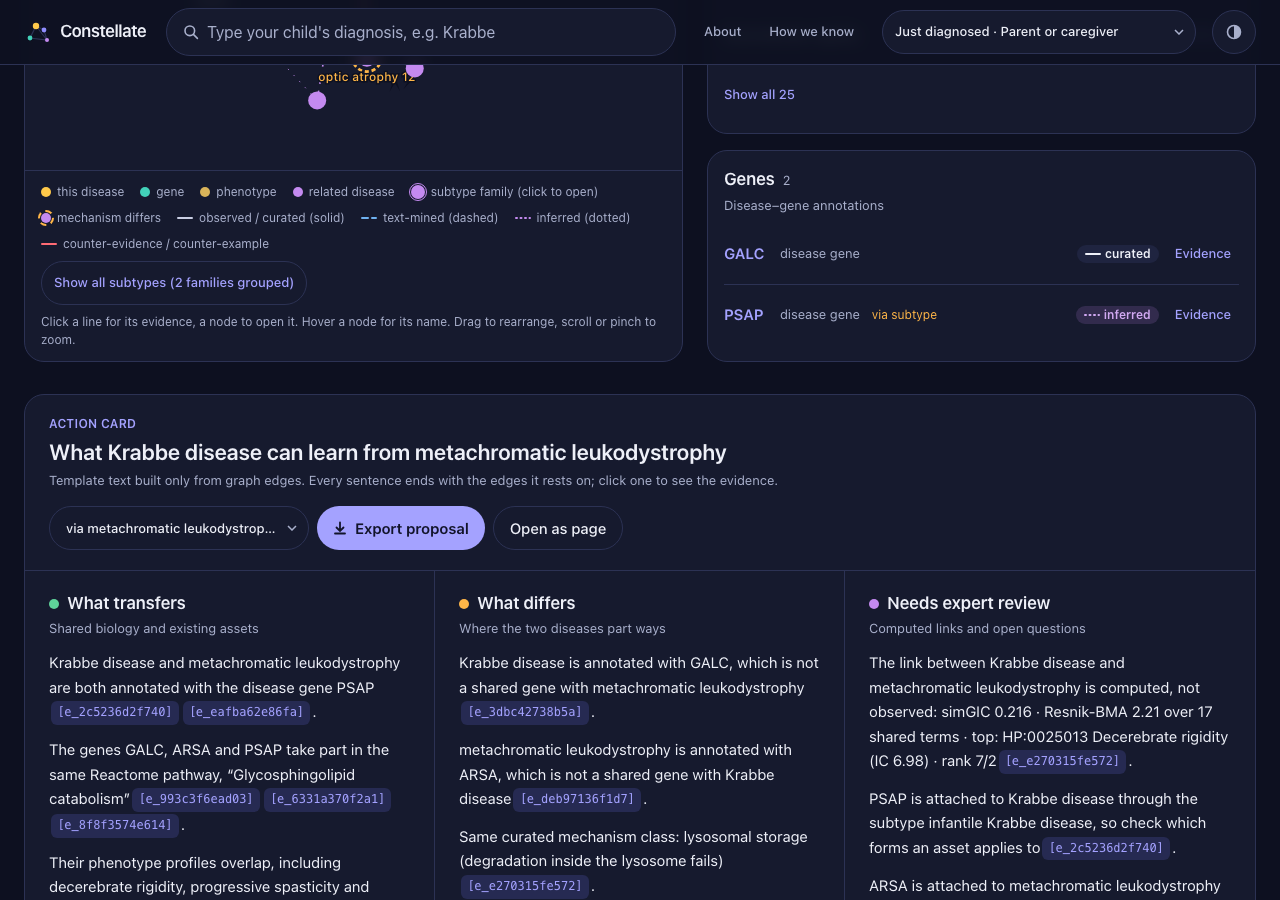 Constellate
Type your child's diagnosis, e.g. Krabbe
About
How we know
Just diagnosed · Parent or caregiver
optic atrophy 12
this disease
gene
phenotype
related disease
subtype family (click to open)
mechanism differs
observed / curated (solid)
text-mined (dashed)
inferred (dotted)
counter-evidence / counter-example
Show all subtypes (2 families grouped)
Click a line for its evidence, a node to open it. Hover a node for its name. Drag to rearrange, scroll or pinch to
zoom.
Show all 25
Genes 2
Disease–gene annotations
GALC disease gene curated Evidence
PSAP disease gene via subtype inferred Evidence
ACTION CARD
What Krabbe disease can learn from metachromatic leukodystrophy
Template text built only from graph edges. Every sentence ends with the edges it rests on; click one to see the evidence.
via metachromatic leukodystrop...
Export proposal
Open as page
What transfers
Shared biology and existing assets
Krabbe disease and metachromatic leukodystrophy
are both annotated with the disease gene PSAP
[e_2c5236d2f740] [e_eafba62e86fa] .
The genes GALC, ARSA and PSAP take part in the
same Reactome pathway, “Glycosphingolipid
catabolism” [e_993c3f6ead03] [e_6331a370f2a1]
[e_8f8f3574e614] .
Their phenotype profiles overlap, including
decerebrate rigidity, progressive spasticity and
What differs
Where the two diseases part ways
Krabbe disease is annotated with GALC, which is not
a shared gene with metachromatic leukodystrophy
[e_3dbc42738b5a] .
metachromatic leukodystrophy is annotated with
ARSA, which is not a shared gene with Krabbe
disease [e_deb97136f1d7] .
Same curated mechanism class: lysosomal storage
(degradation inside the lysosome fails)
[e_e270315fe572] .
Needs expert review
Computed links and open questions
The link between Krabbe disease and
metachromatic leukodystrophy is computed, not
observed: simGIC 0.216 · Resnik-BMA 2.21 over 17
shared terms · top: HP:0025013 Decerebrate rigidity
(IC 6.98) · rank 7/2 [e_e270315fe572] .
PSAP is attached to Krabbe disease through the
subtype infantile Krabbe disease, so check which
forms an asset applies to [e_2c5236d2f740] .
ARSA is attached to metachromatic leukodystrophy